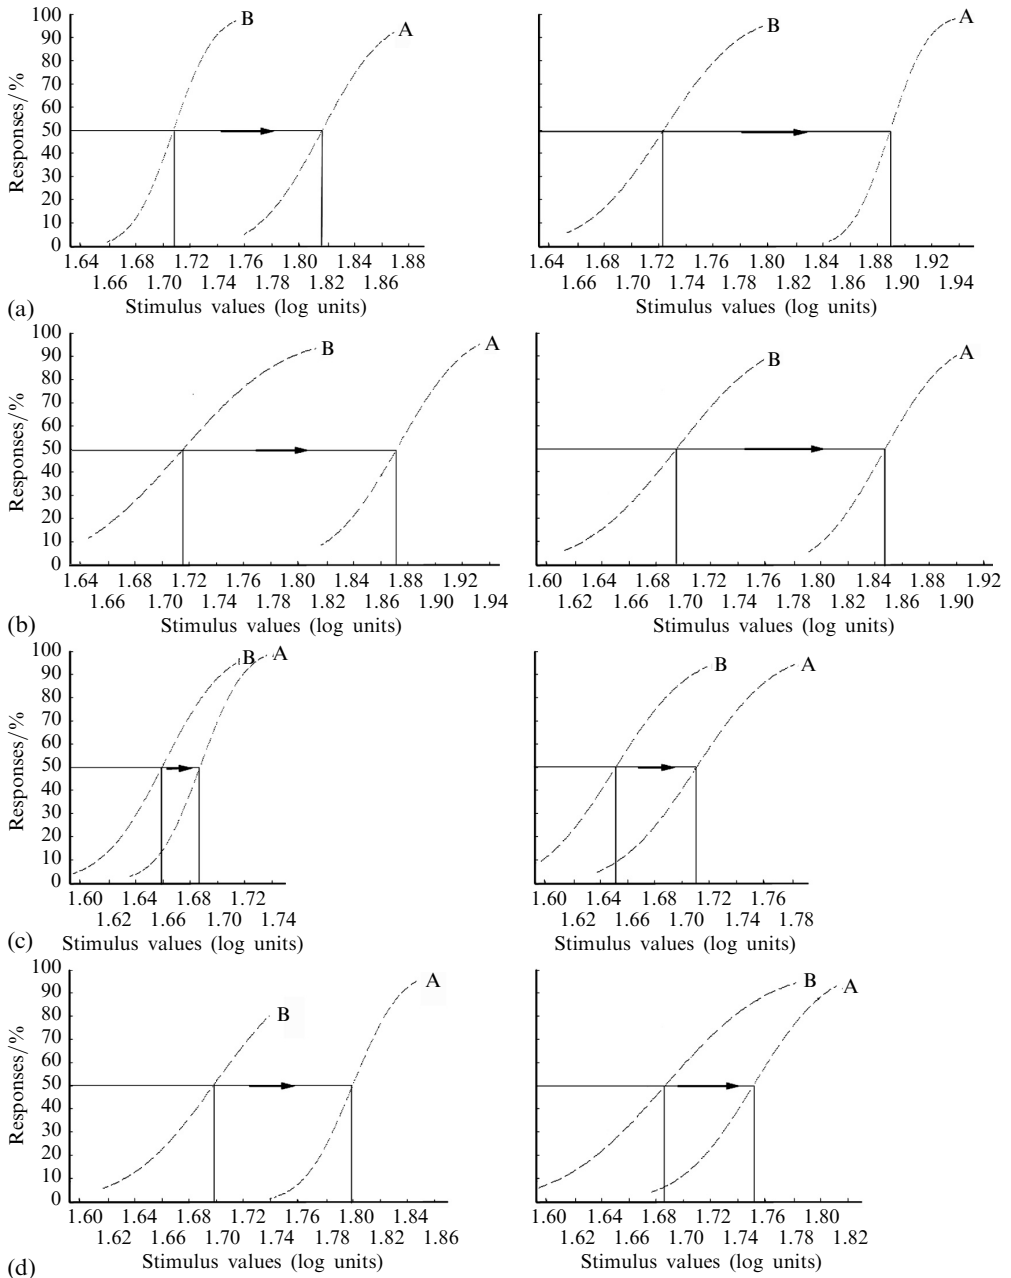 100
90
80
70
60
50
40
30
20
10
0
Responses/%
B
A
B
A
1.64 1.68 1.72 1.76 1.80 1.84 1.88
1.66 1.70 1.74 1.78 1.82 1.86
Stimulus values (log units)
1.64 1.68 1.72 1.76 1.80 1.84 1.88 1.92
1.66 1.70 1.74 1.78 1.82 1.86 1.90 1.94
Stimulus values (log units)
(a)
100
90
80
70
60
50
40
30
20
10
0
Responses/%
B
A
B
A
1.64 1.68 1.72 1.76 1.80 1.84 1.88 1.92
1.66 1.70 1.74 1.78 1.82 1.86 1.90 1.94
Stimulus values (log units)
1.60 1.64 1.68 1.72 1.76 1.80 1.84 1.88 1.92
1.62 1.66 1.70 1.74 1.78 1.82 1.86 1.90
Stimulus values (log units)
(b)
100
90
80
70
60
50
40
30
20
10
0
Responses/%
B
A
B
A
1.60 1.64 1.68 1.72
1.62 1.66 1.70 1.74
Stimulus values (log units)
1.60 1.64 1.68 1.72 1.76
1.62 1.66 1.70 1.74 1.78
Stimulus values (log units)
(c)
100
90
80
70
60
50
40
30
20
10
0
Responses/%
B
A
B
A
1.60 1.64 1.68 1.72 1.76 1.80 1.84
1.62 1.66 1.70 1.74 1.78 1.82 1.86
Stimulus values (log units)
1.60 1.64 1.68 1.72 1.76 1.80
1.62 1.66 1.70 1.74 1.78 1.82
Stimulus values (log units)
(d)